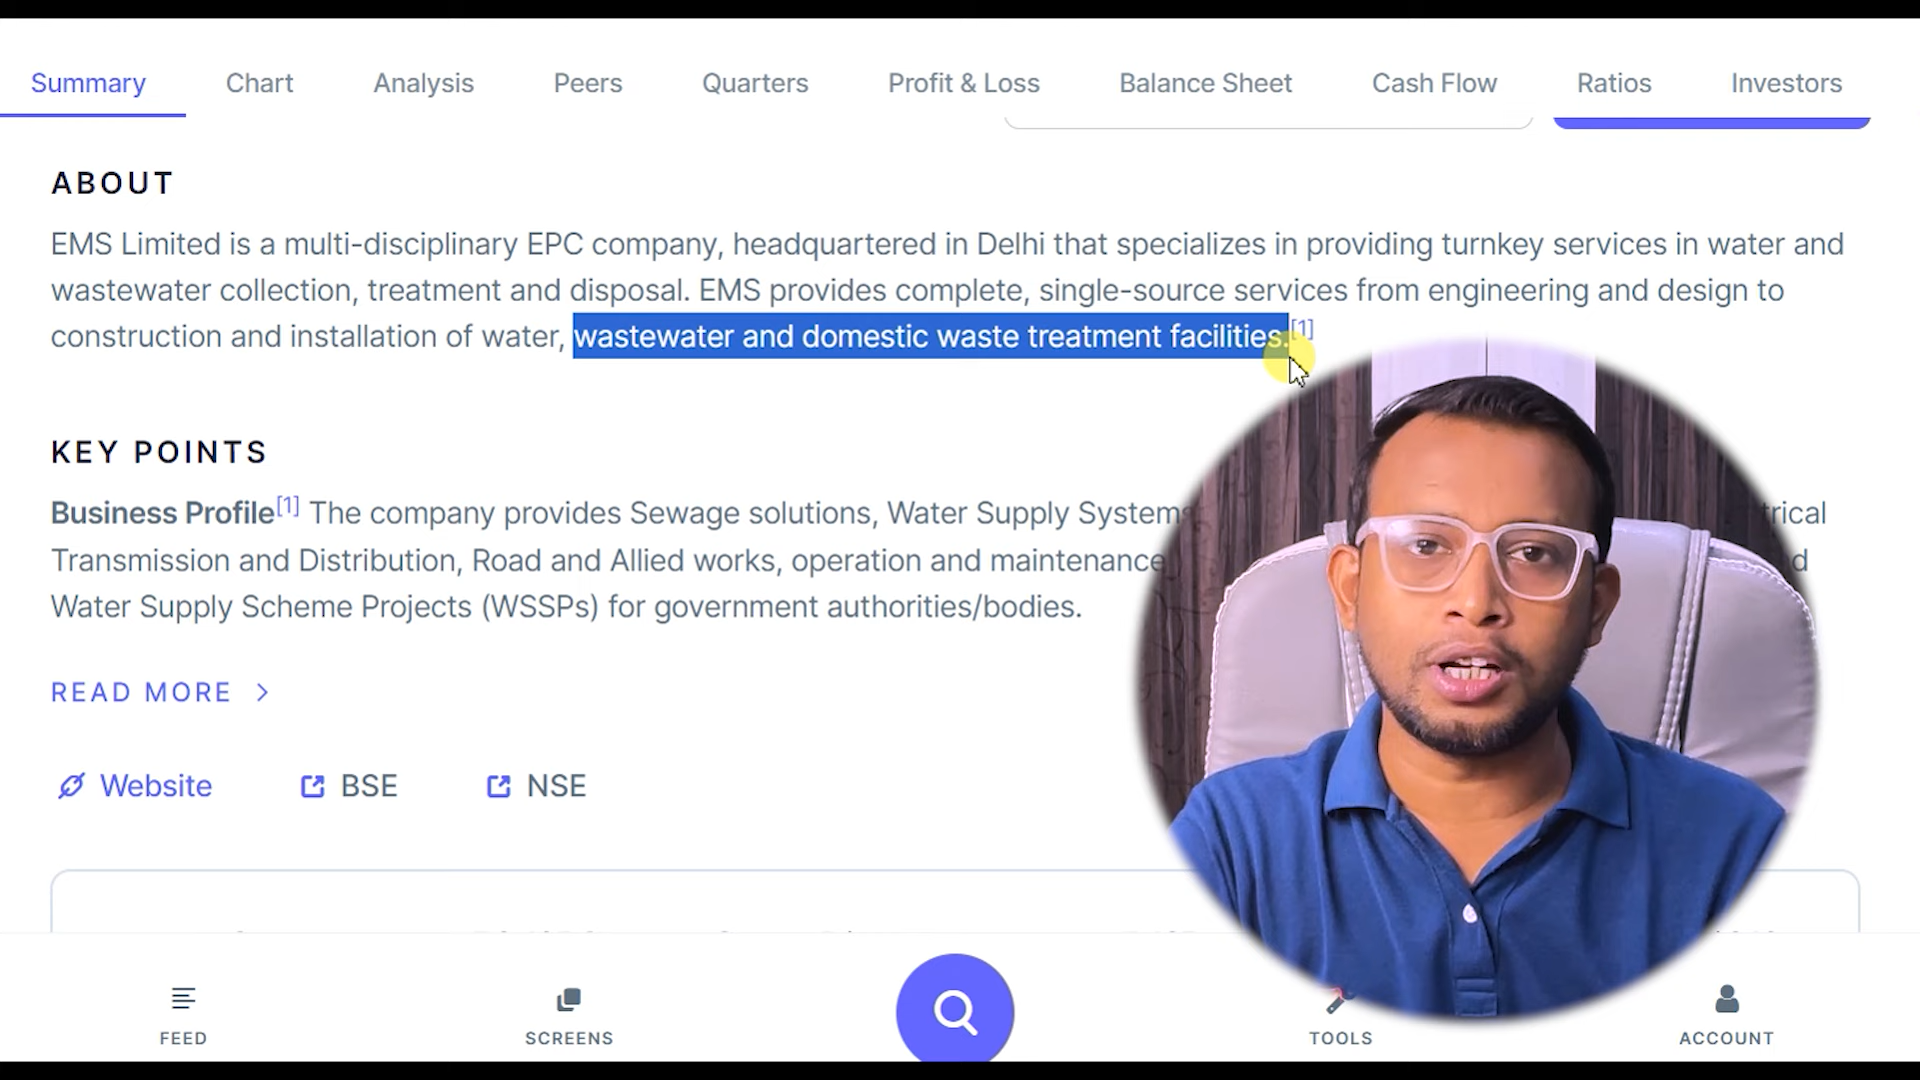 Summary Chart Analysis Peers Quarters Profit & Loss Balance Sheet Cash Flow Ratios Investors
ABOUT
EMS Limited is a multi-disciplinary EPC company, headquartered in Delhi that specializes in providing turnkey services in water and
wastewater collection, treatment and disposal. EMS provides complete, single-source services from engineering and design to
construction and installation of water, wastewater and domestic waste treatment facilities.[1]
KEY POINTS
Business Profile[1] The company provides Sewage solutions, Water Supply Systems
Transmission and Distribution, Road and Allied works, operation and maintenance
Water Supply Scheme Projects (WSSPs) for government authorities/bodies.
READ MORE
Website BSE NSE
FEED SCREENS TOOLS ACCOUNT